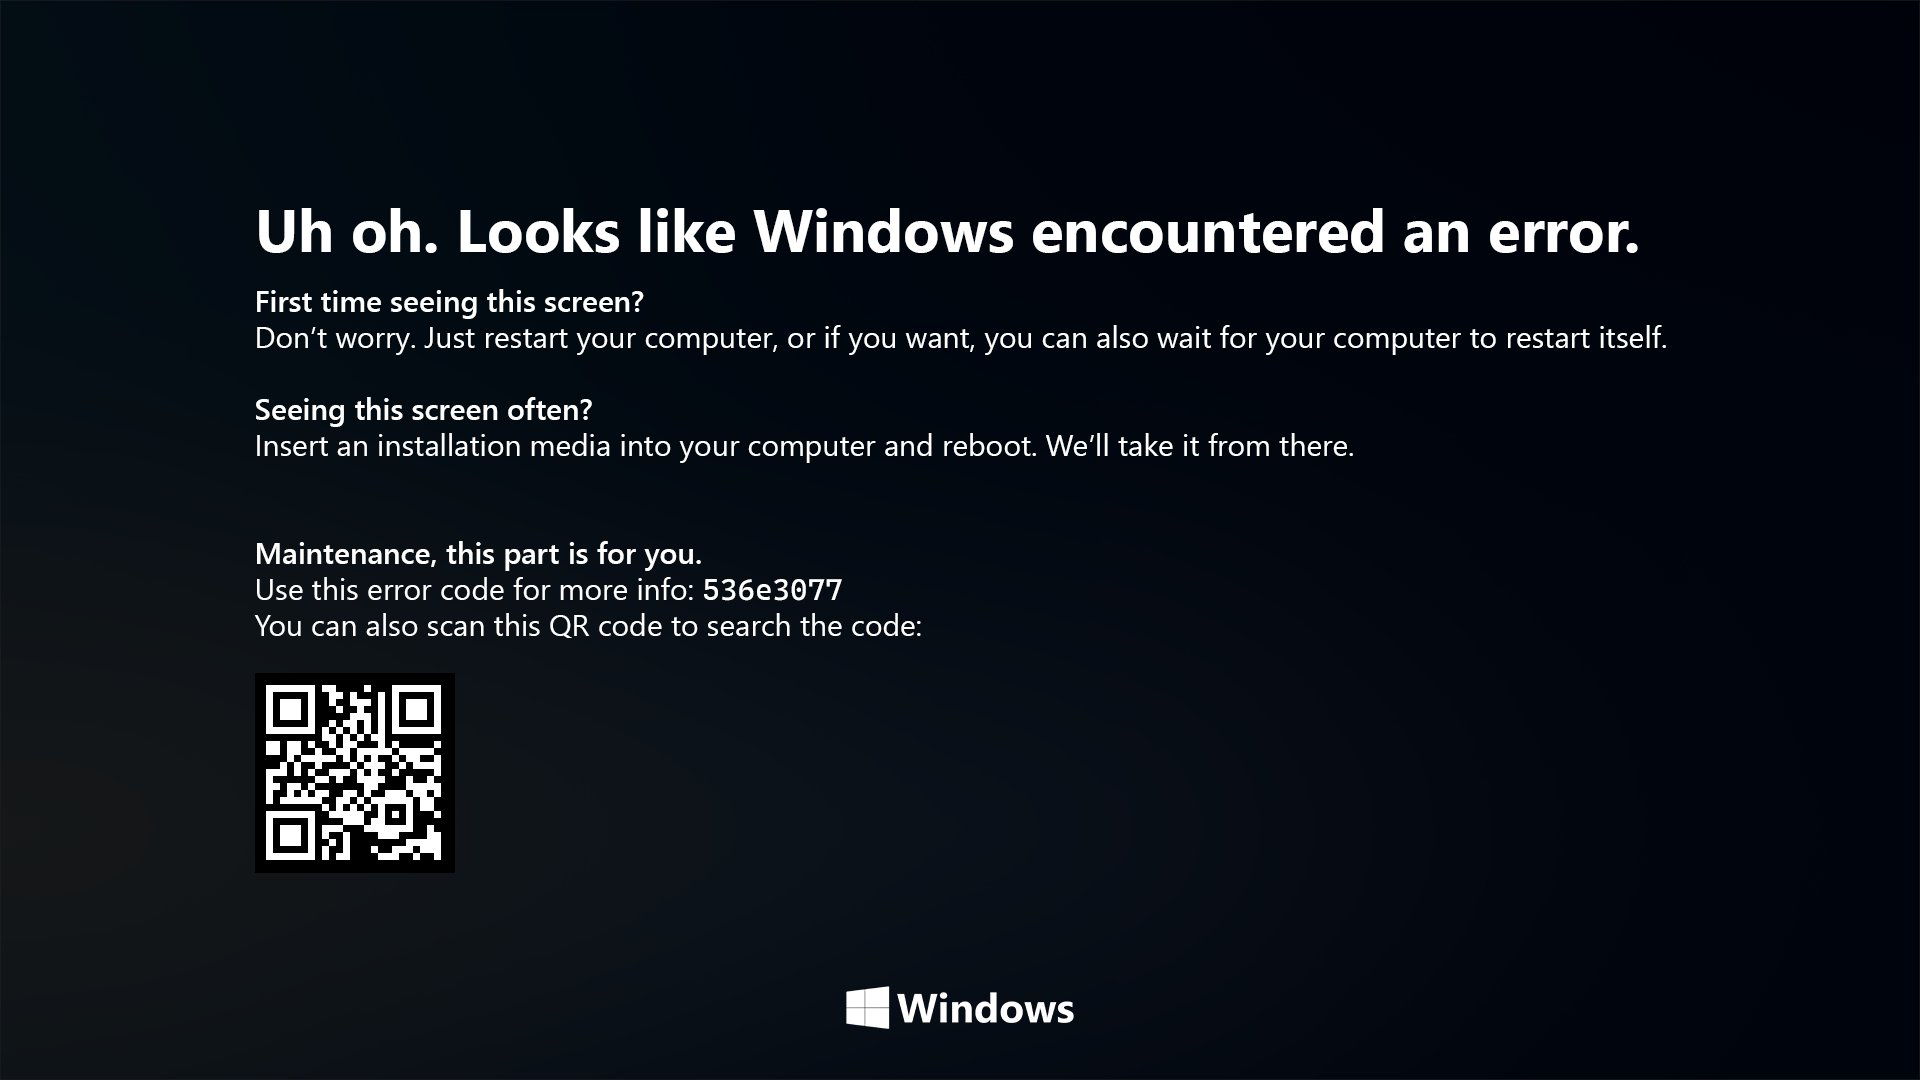 Uh oh. Looks like Windows encountered an error.
First time seeing this screen?
Don’t worry. Just restart your computer, or if you want, you can also wait for your computer to restart itself.
Seeing this screen often?
Insert an installation media into your computer and reboot. We’ll take it from there.
Maintenance, this part is for you.
Use this error code for more info: 536e3077
You can also scan this QR code to search the code:
Windows